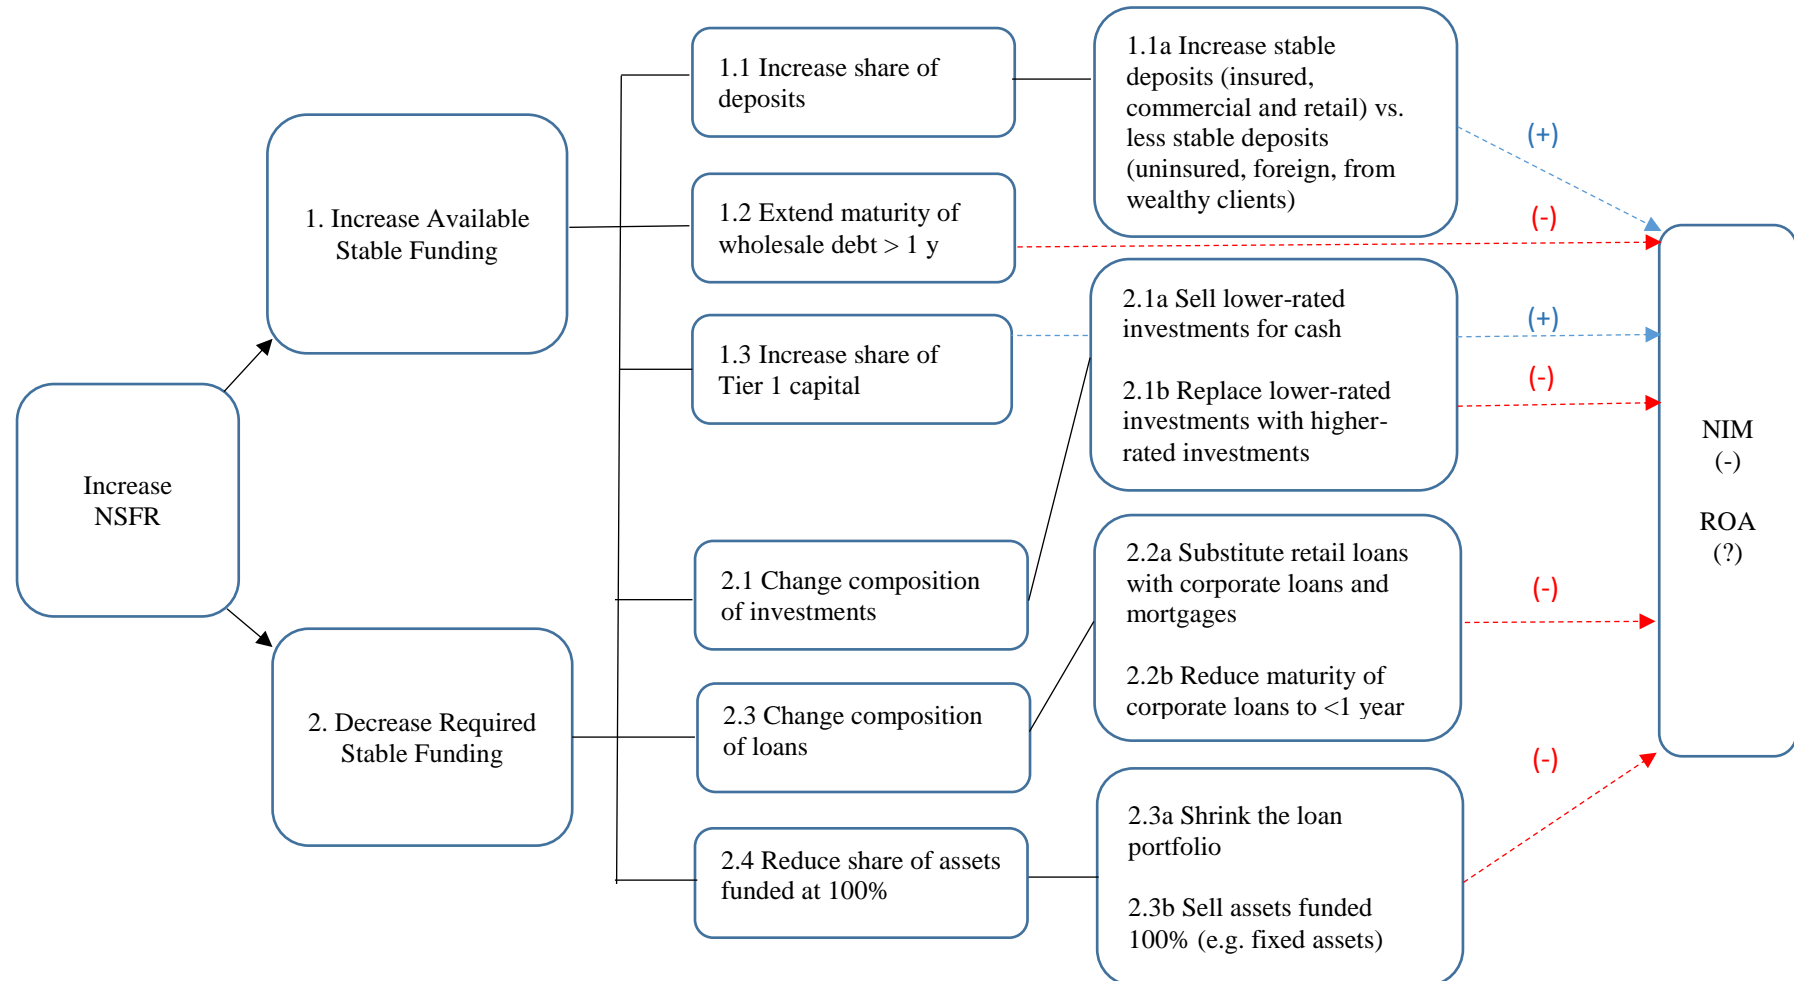 Increase
NSFR
1. Increase Available
Stable Funding
2. Decrease Required
Stable Funding
1.1 Increase share of
deposits
1.2 Extend maturity of
wholesale debt > 1 y
1.3 Increase share of
Tier 1 capital
2.1 Change composition
of investments
2.3 Change composition
of loans
2.4 Reduce share of assets
funded at 100%
1.1a Increase stable
deposits (insured,
commercial and retail) vs.
less stable deposits
(uninsured, foreign, from
wealthy clients)
2.1a Sell lower-rated
investments for cash
2.1b Replace lower-rated
investments with higher-
rated investments
2.2a Substitute retail loans
with corporate loans and
mortgages
2.2b Reduce maturity of
corporate loans to <1 year
2.3a Shrink the loan
portfolio
2.3b Sell assets funded
100% (e.g. fixed assets)
(+)
(-)
(+)
(-)
(-)
(-)
NIM
(-)
ROA
(?)